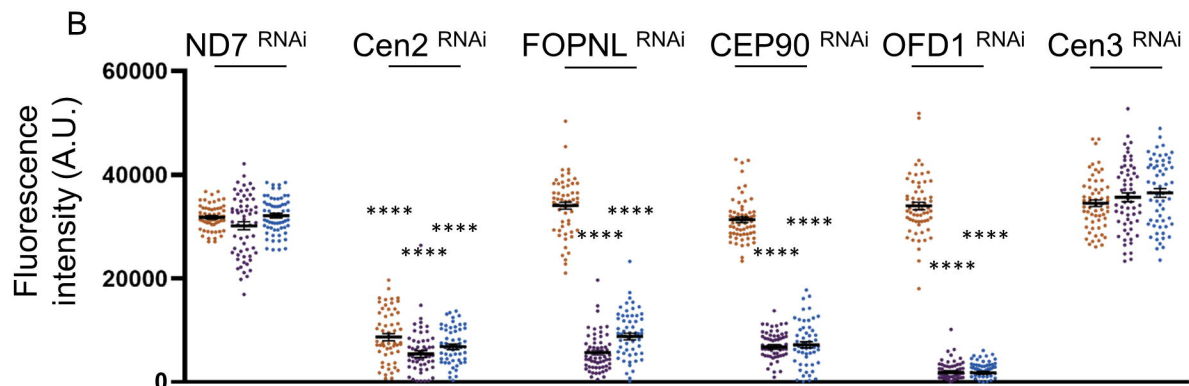 B
ND7 RNAi Cen2 RNAi FOPNL RNAi CEP90 RNAi OFD1 RNAi Cen3 RNAi
Fluorescence
intensity (A.U.)
60000
40000
20000
0
**** **** ****
**** ****
**** ****
**** ****